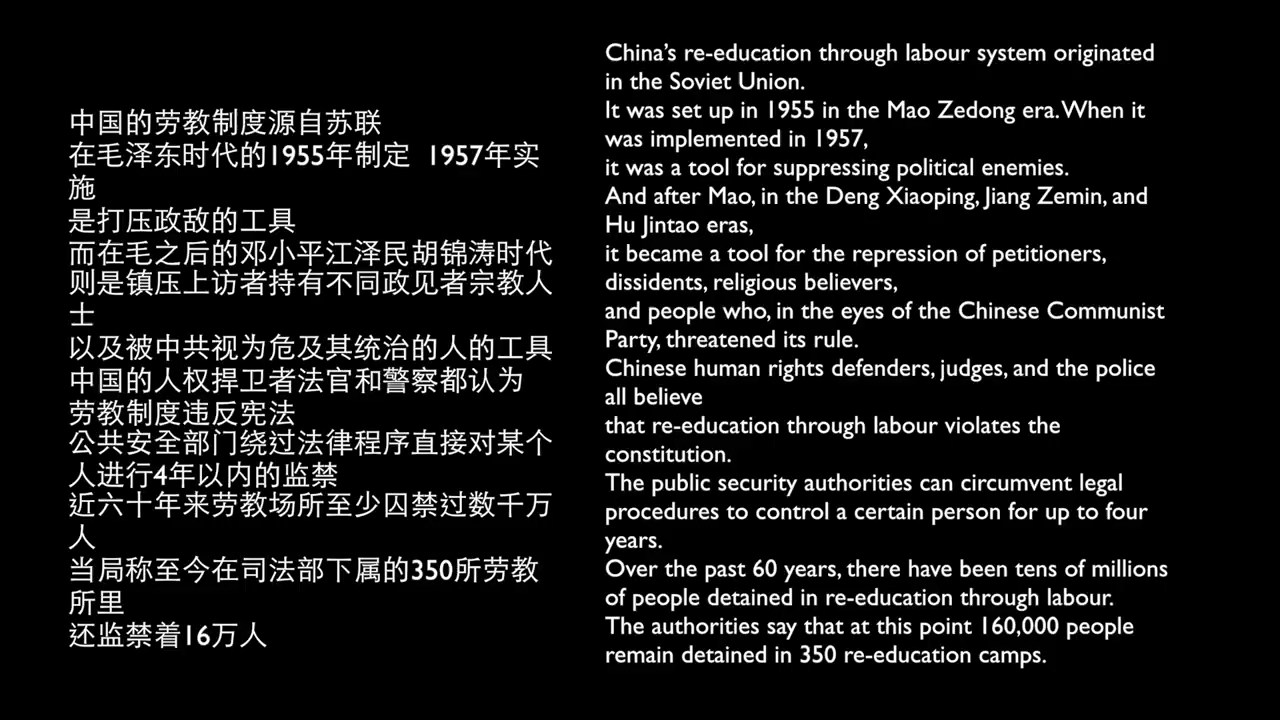 中国的劳教制度源自苏联
在毛泽东时代的1955年制定 1957年实
施
是打压政敌的工具
而在毛之后的邓小平江泽民胡锦涛时代
则是镇压上访者持有不同政见者宗教人
士
以及被中共视为危及其统治的人的工具
中国的人权捍卫者法官和警察都认为
劳教制度违反宪法
公共安全部门绕过法律程序直接对某个
人进行4年以内的监禁
近六十年来劳教场所至少囚禁过数千万
人
当局称至今在司法部下属的350所劳教
所里
还监禁着16万人
China's re-education through labour system originated
in the Soviet Union.
It was set up in 1955 in the Mao Zedong era. When it
was implemented in 1957,
it was a tool for suppressing political enemies.
And after Mao, in the Deng Xiaoping, Jiang Zemin, and
Hu Jintao eras,
it became a tool for the repression of petitioners,
dissidents, religious believers,
and people who, in the eyes of the Chinese Communist
Party, threatened its rule.
Chinese human rights defenders, judges, and the police
all believe
that re-education through labour violates the
constitution.
The public security authorities can circumvent legal
procedures to control a certain person for up to four
years.
Over the past 60 years, there have been tens of millions
of people detained in re-education through labour.
The authorities say that at this point 160,000 people
remain detained in 350 re-education camps.